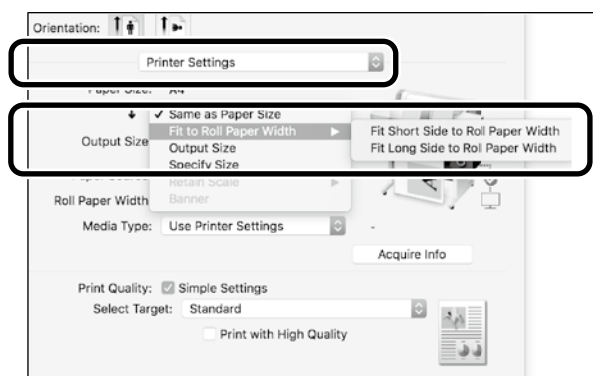 Orientation:
Printer Settings
Paper Size: A4
✓ Same as Paper Size
Fit to Roll Paper Width
Fit Short Side to Roll Paper Width
Output Size
Output Size
Fit Long Side to Rol Paper Width
Specify Size
Retain Scale
Roll Paper Width
Banner
Media Type: Use Printer Settings -
Acquire Info
Print Quality: Simple Settings
Select Target: Standard
Print with High Quality